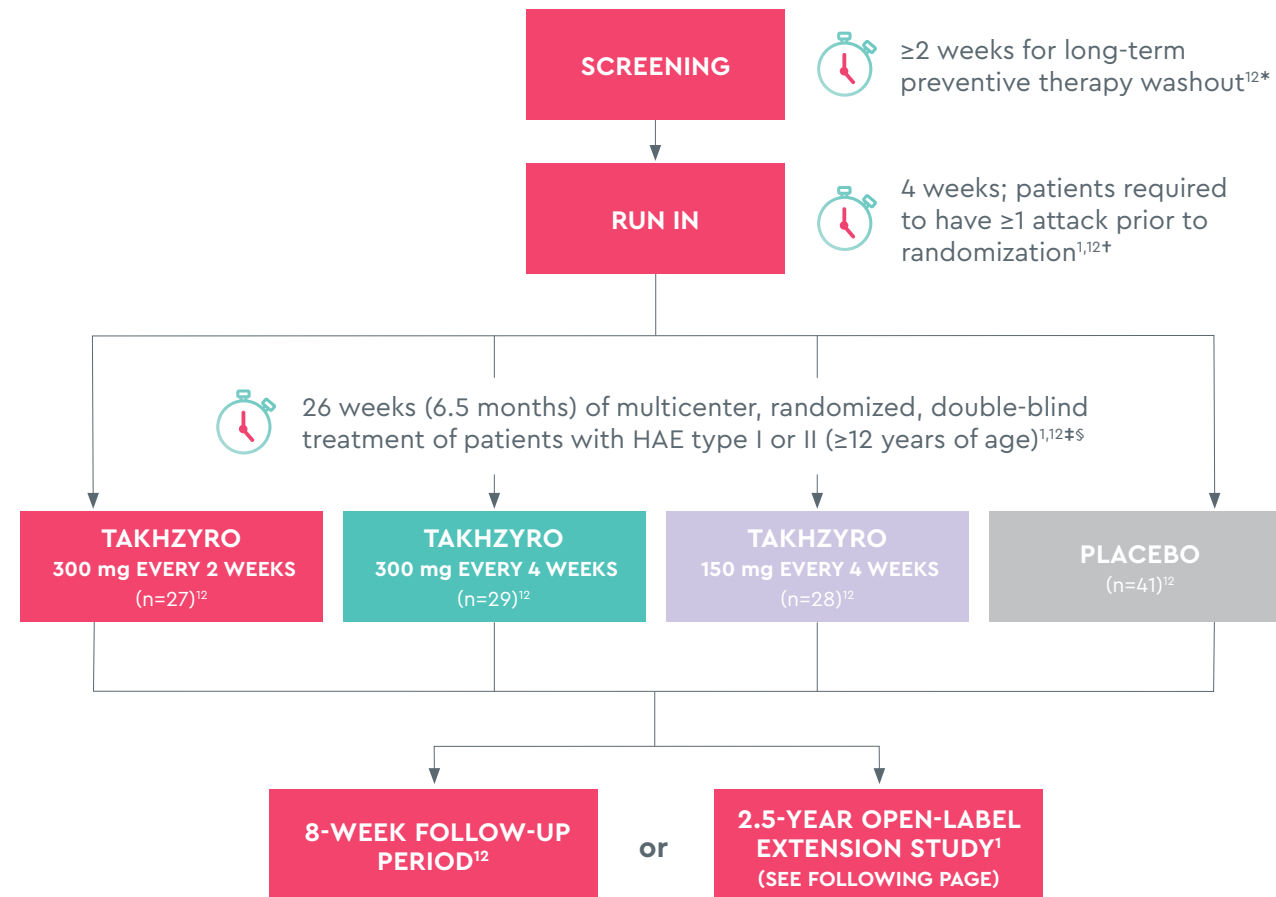 SCREENING
≥2 weeks for long-term
preventive therapy washout¹²*
RUN IN
4 weeks; patients required
to have ≥1 attack prior to
randomization¹,¹²†
26 weeks (6.5 months) of multicenter, randomized, double-blind
treatment of patients with HAE type I or II (≥12 years of age)¹,¹²‡§
TAKHZYRO
300 mg EVERY 2 WEEKS
(n=27)¹²
TAKHZYRO
300 mg EVERY 4 WEEKS
(n=29)¹²
TAKHZYRO
150 mg EVERY 4 WEEKS
(n=28)¹²
PLACEBO
(n=41)¹²
8-WEEK FOLLOW-UP
PERIOD¹²
or
2.5-YEAR OPEN-LABEL
EXTENSION STUDY¹
(SEE FOLLOWING PAGE)